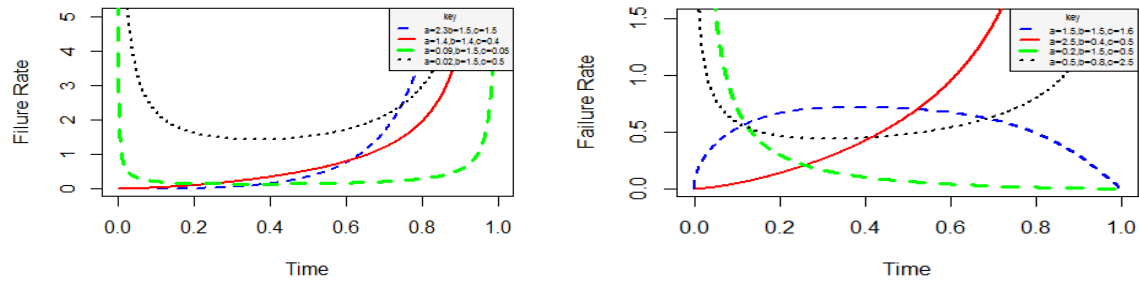 Filure Rate
5
4
3
2
1
0
key
a=2.3b=1.5,c=1.5
a=1.4,b=1.4,c=0.4
a=0.09,b=1.5,c=0.05
a=0.02,b=1.5,c=0.5
0.0 0.2 0.4 0.6 0.8 1.0
Time
Failure Rate
1.5
1.0
0.5
0.0
key
a=1.5,b=1.5,c=1.6
a=2.5,b=0.4,c=0.5
a=0.2,b=1.5,c=0.5
a=0.5,b=0.8,c=2.5
0.0 0.2 0.4 0.6 0.8 1.0
Time